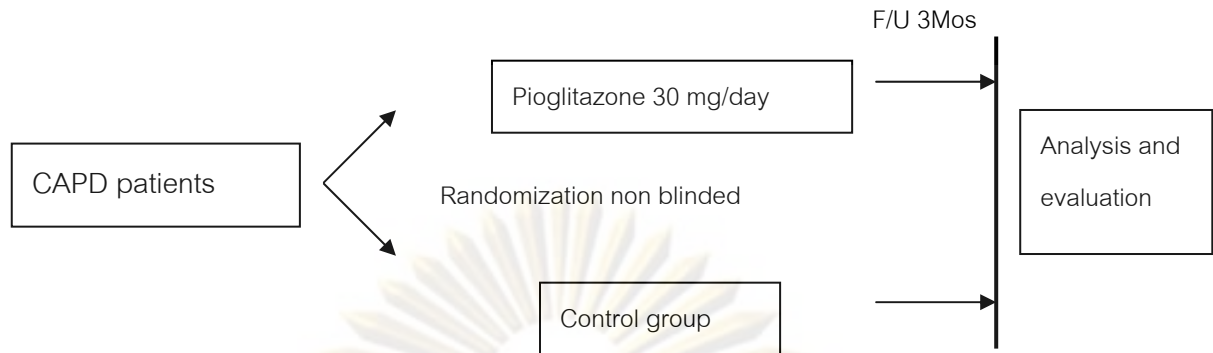 F/U 3Mos
Pioglitazone 30 mg/day
Analysis and
evaluation
CAPD patients
Randomization non blinded
Control group